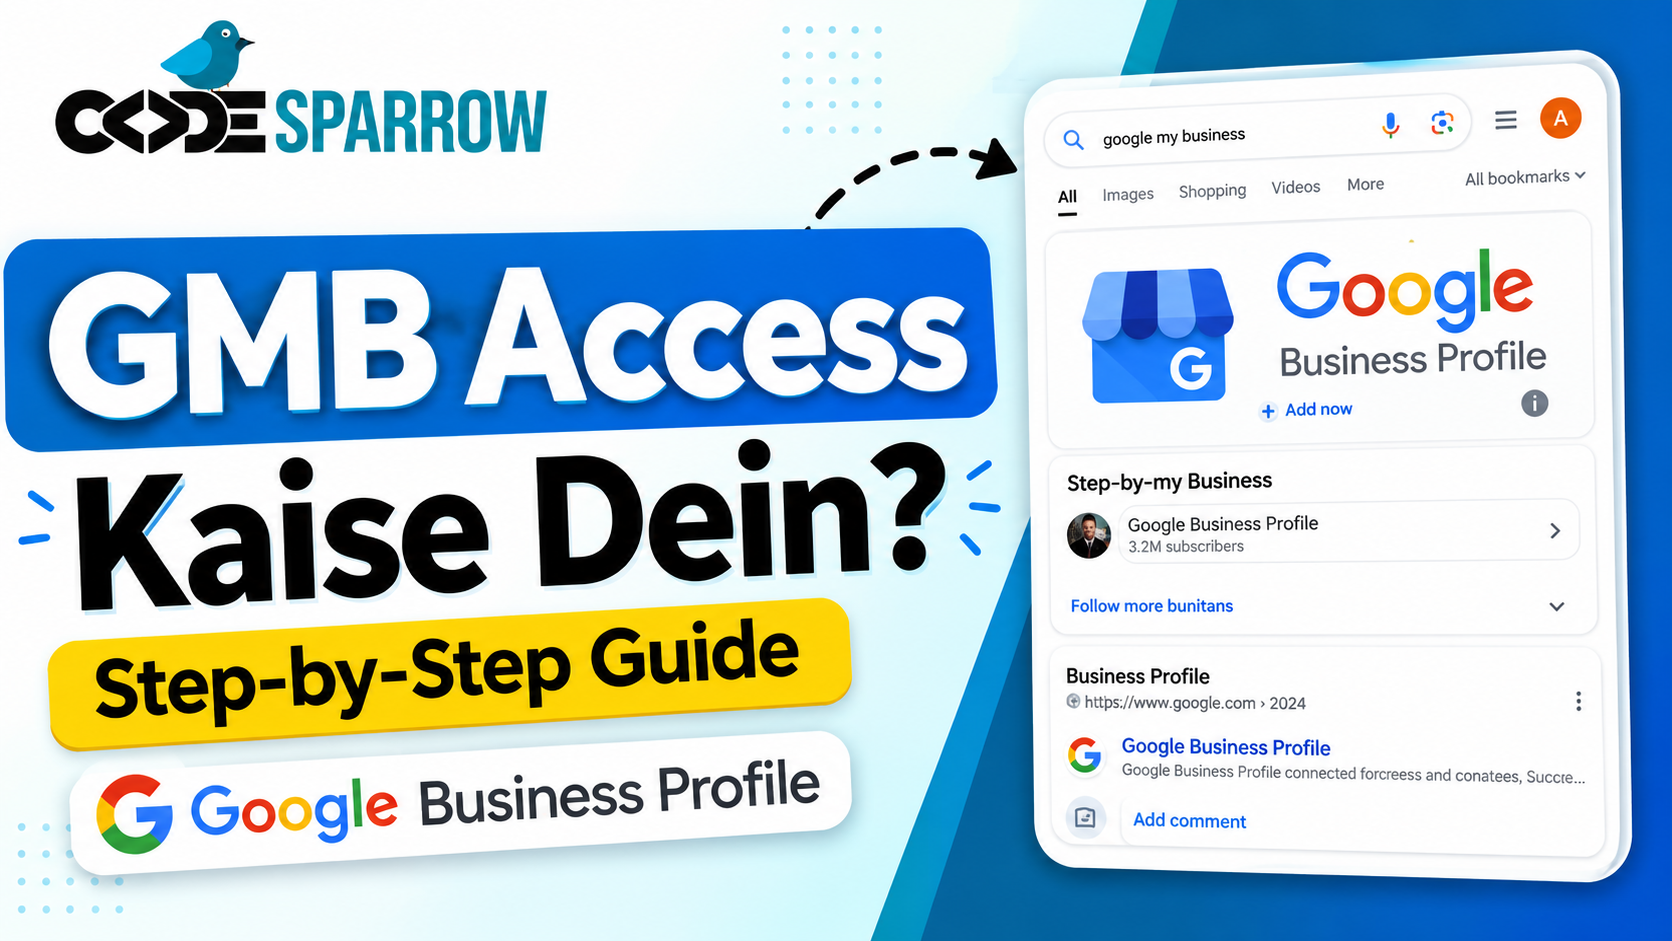 CODE SPARROW
GMB Access
Kaise Dein?
Step-by-Step Guide
Google Business Profile
google my business
A
All Images Shopping Videos More All bookmarks
Google
Business Profile
G
+ Add now
i
Step-by-my Business
Google Business Profile
3.2M subscribers
Follow more bunitans
Business Profile
https://www.google.com › 2024
Google Business Profile
Google Business Profile connected forcreess and conatees, Succre...
Add comment